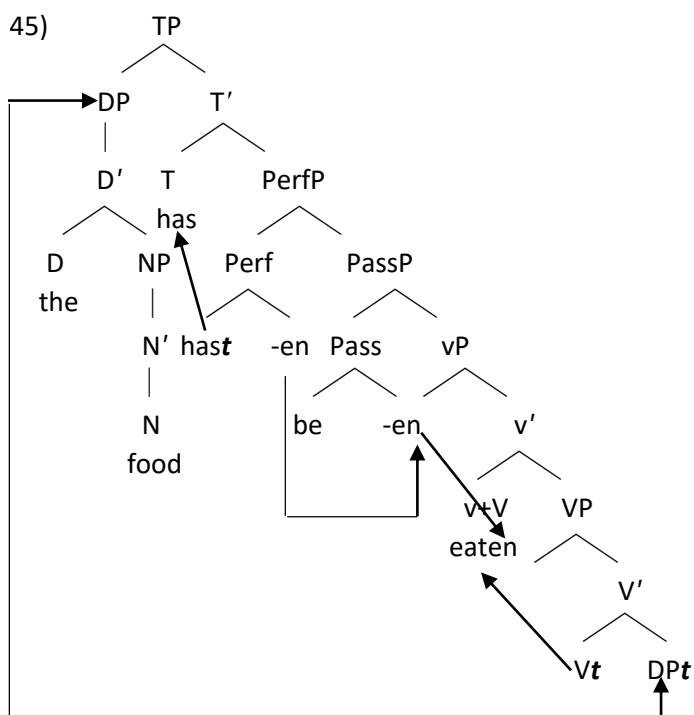 45) TP
DP T′
D′ T PerfP
has
D NP Perf PassP
the
N′ hast -en Pass vP
N be -en v′
food
v+V VP
eaten
V′
Vt DPt